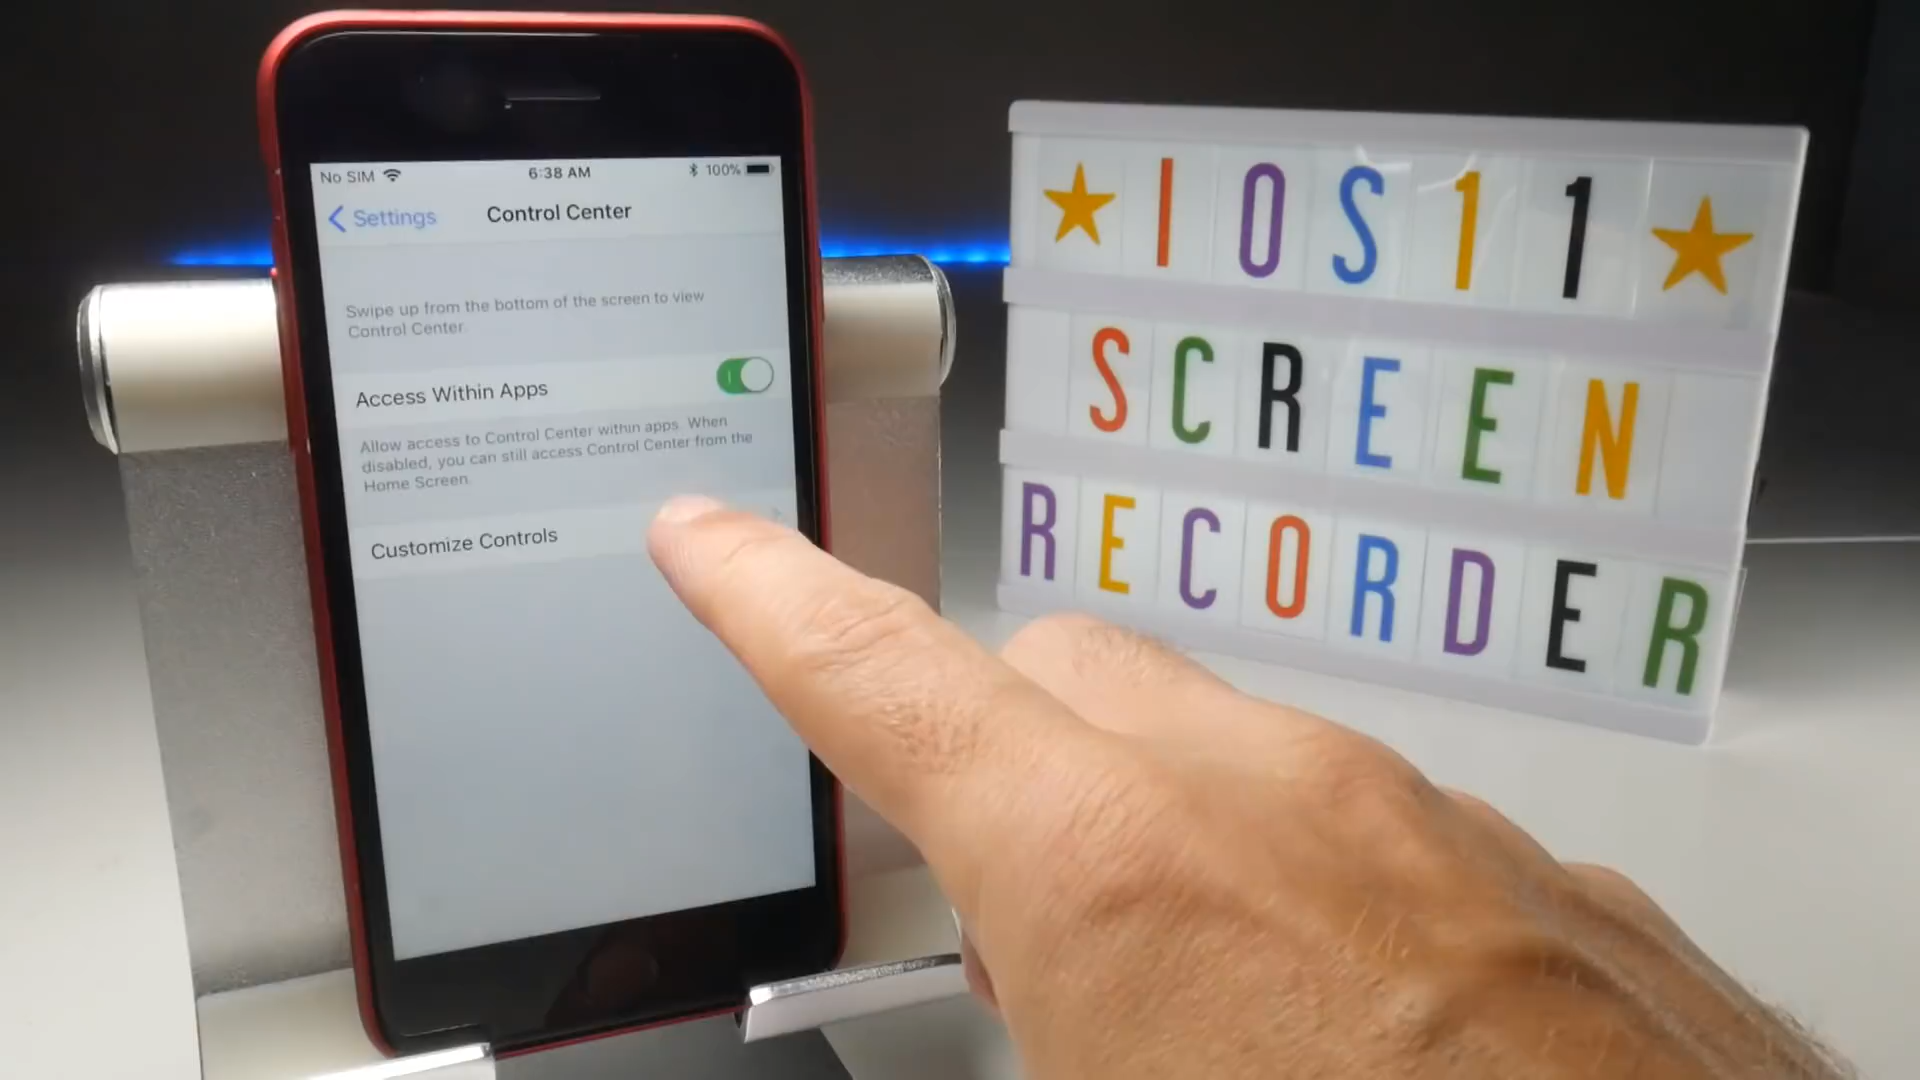 No SIM 6:38 AM 100%
Settings Control Center
Swipe up from the bottom of the screen to view
Control Center.
Access Within Apps
Allow access to Control Center within apps. When
disabled, you can still access Control Center from the
Home Screen.
Customize Controls
★ IOS11 ★
SCREEN
RECORDER